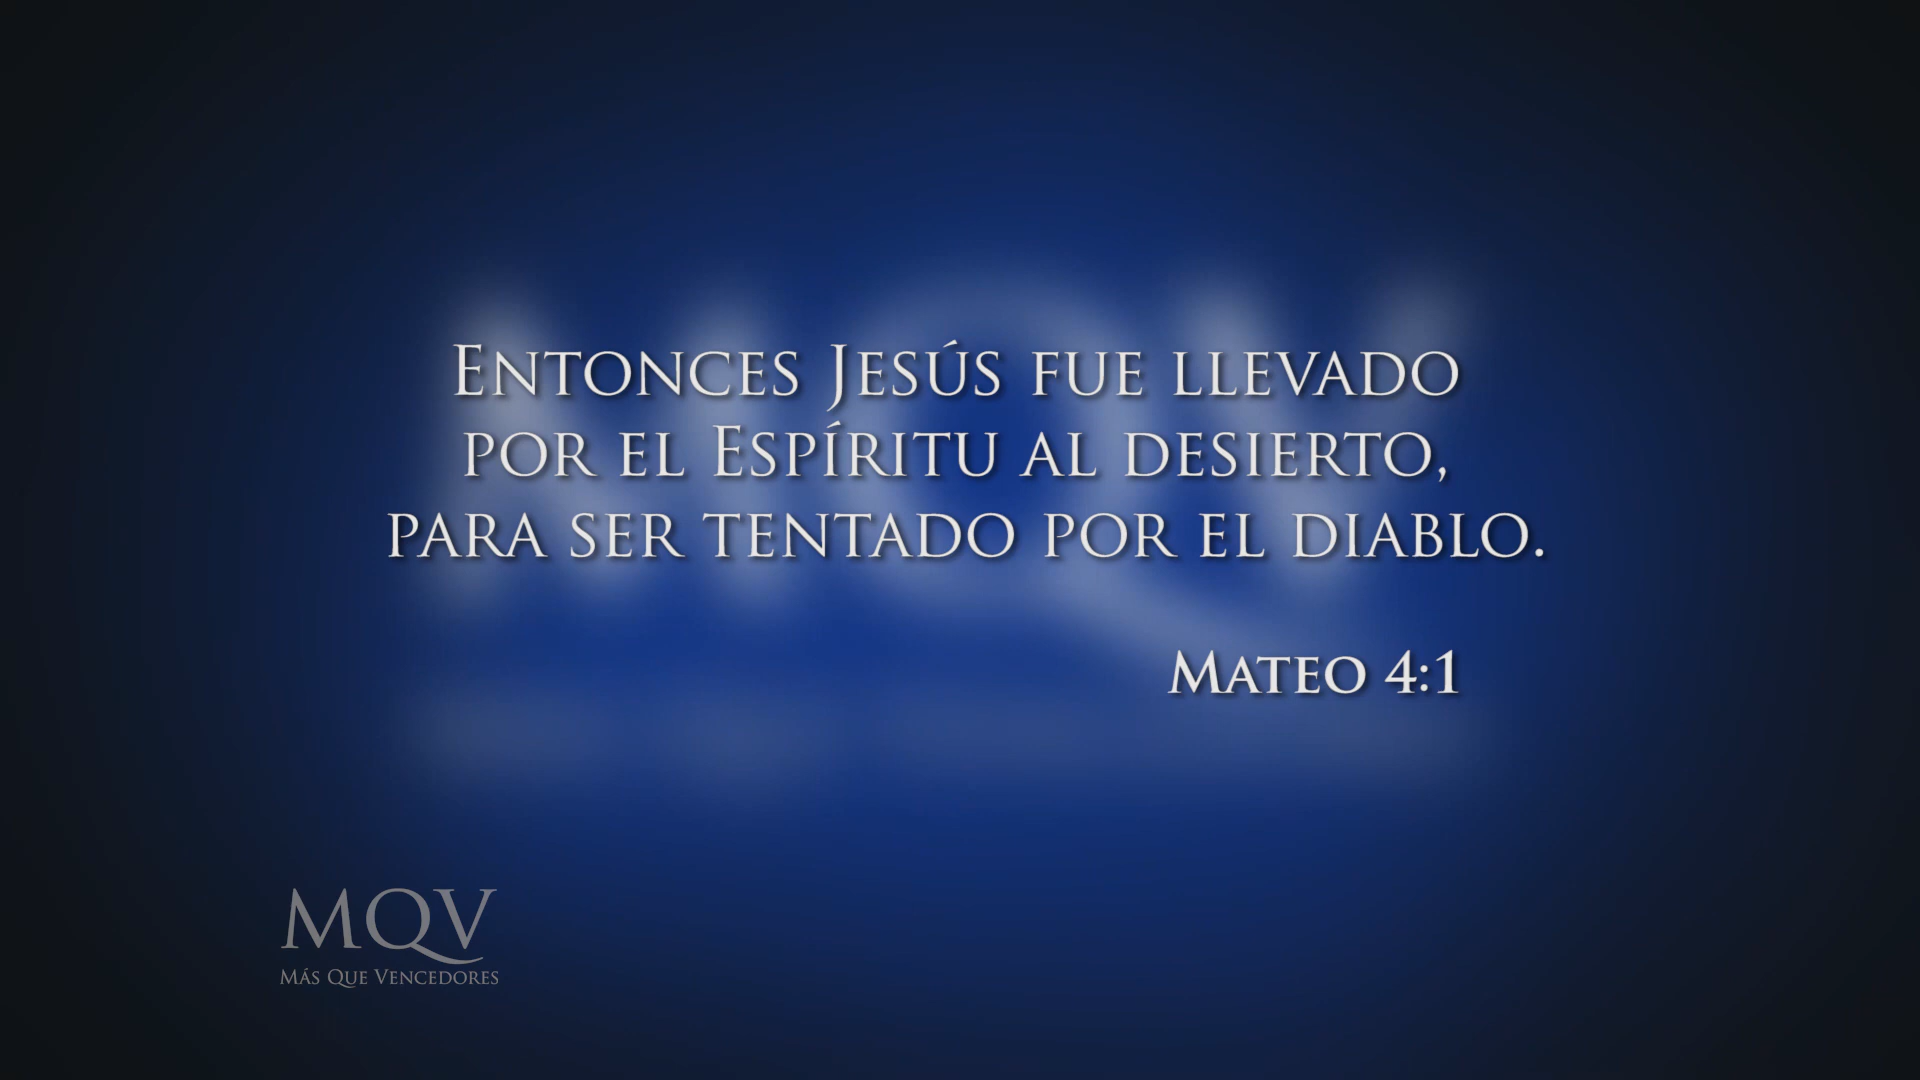 Entonces Jesús fue llevado
por el Espíritu al desierto,
para ser tentado por el diablo.
Mateo 4:1
MQV
Más Que Vencedores